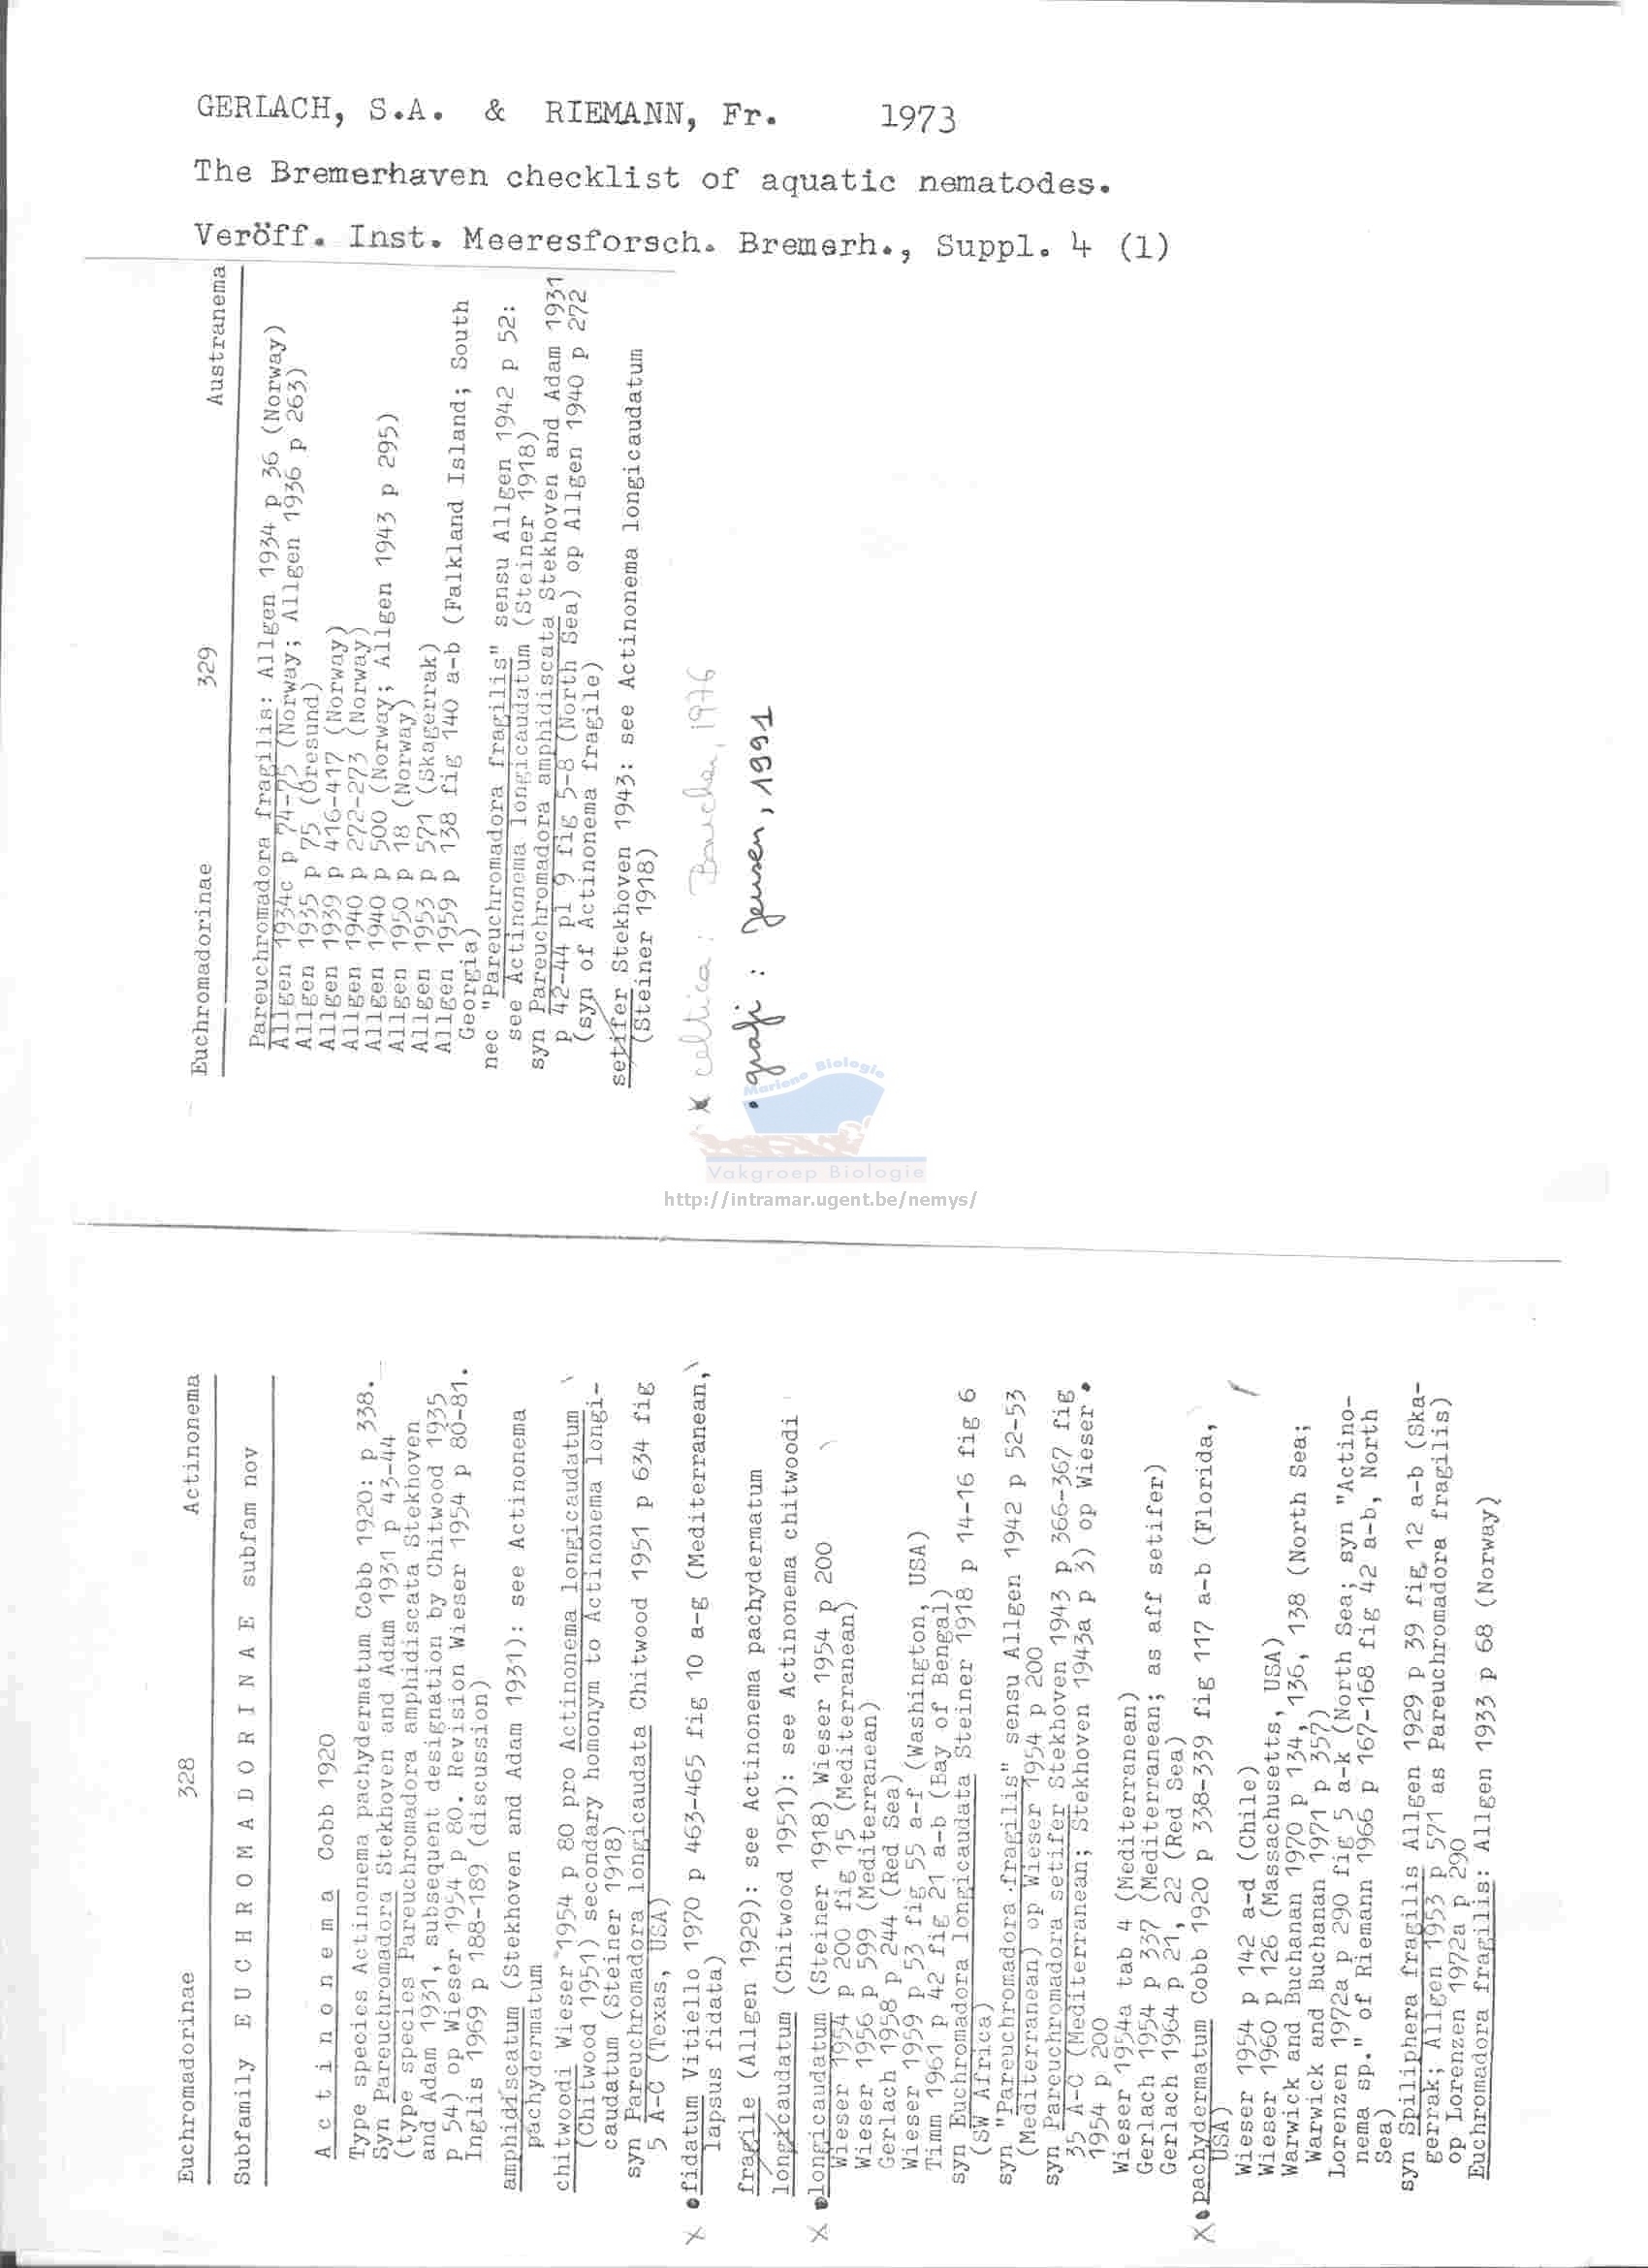 GERLACH, S.A. & RIEMANN, Fr. 1973
The Bremerhaven checklist of aquatic nematodes.
Veröff. Inst. Meeresforsch. Bremerh., Suppl. 4 (1)
Euchromadorinae 329 Austranema
Pareuchromadora fragilis: Allgen 1934 p 36 (Norway)
Allgen 1934c p 74-75 (Norway; Allgen 1936 p 263)
Allgen 1935 p 75 (Öresund)
Allgen 1939 p 416-417 (Norway)
Allgen 1940 p 272-273 (Norway)
Allgen 1940 p 500 (Norway; Allgen 1943 p 295)
Allgen 1950 p 18 (Norway)
Allgen 1953 p 571 (Skagerrak)
Allgen 1959 p 138 fig 140 a-b (Falkland Island; South
Georgia)
nec "Pareuchromadora fragilis" sensu Allgen 1942 p 52:
see Actinonema longicaudatum (Steiner 1918)
syn Pareuchromadora amphidiscata Stekhoven and Adam 1931
p 42-44 pl 9 fig 5-8 (North Sea) op Allgen 1940 p 272
(syn of Actinonema fragile)
setifer Stekhoven 1943: see Actinonema longicaudatum
(Steiner 1918)
x celtica: Boucher, 1976
• grafi : Jensen, 1991
Mariene Biologie
Vakgroep Biologie
http://intramar.ugent.be/nemys/
Euchromadorinae 328 Actinonema
Subfamily EUCHROMADORINAE subfam nov
Actinonema Cobb 1920
Type species Actinonema pachydermatum Cobb 1920: p 338.
Syn Pareuchromadora Stekhoven and Adam 1931 p 43-44
(type species Pareuchromadora amphidiscata Stekhoven
and Adam 1931, subsequent designation by Chitwood 1935
p 54) op Wieser 1954 p 80. Revision Wieser 1954 p 80-81.
Inglis 1969 p 188-189 (discussion)
amphidiscatum (Stekhoven and Adam 1931): see Actinonema
pachydermatum
chitwoodi Wieser 1954 p 80 pro Actinonema longicaudatum
(Chitwood 1951) secondary homonym to Actinonema longi-
caudatum (Steiner 1918)
syn Pareuchromadora longicaudata Chitwood 1951 p 634 fig
5 A-C (Texas, USA)
X • fidatum Vitiello 1970 p 463-465 fig 10 a-g (Mediterranean,
lapsus fidata)
fragile (Allgen 1929): see Actinonema pachydermatum
longicaudatum (Chitwood 1951): see Actinonema chitwoodi
X • longicaudatum (Steiner 1918) Wieser 1954 p 200
Wieser 1954 p 200 fig 15 (Mediterranean)
Wieser 1956 p 599 (Mediterranean)
Gerlach 1958 p 244 (Red Sea)
Wieser 1959 p 53 fig 55 a-f (Washington, USA)
Timm 1961 p 42 fig 21 a-b (Bay of Bengal)
syn Euchromadora longicaudata Steiner 1918 p 14-16 fig 6
(SW Africa)
syn "Pareuchromadora fragilis" sensu Allgen 1942 p 52-53
(Mediterranean) op Wieser 1954 p 200
syn Pareuchromadora setifer Stekhoven 1943 p 366-367 fig
35 A-C (Mediterranean; Stekhoven 1943a p 3) op Wieser
1954 p 200
Wieser 1954a tab 4 (Mediterranean)
Gerlach 1954 p 337 (Mediterranean; as aff setifer)
Gerlach 1964 p 21, 22 (Red Sea)
X • pachydermatum Cobb 1920 p 338-339 fig 117 a-b (Florida,
USA)
Wieser 1954 p 142 a-d (Chile)
Wieser 1960 p 126 (Massachusetts, USA)
Warwick and Buchanan 1970 p 134, 136, 138 (North Sea;
Warwick and Buchanan 1971 p 357)
Lorenzen 1972a p 290 fig 5 a-k (North Sea; syn "Actino-
nema sp." of Riemann 1966 p 167-168 fig 42 a-b, North
Sea)
syn Spiliphera fragilis Allgen 1929 p 39 fig 12 a-b (Ska-
gerrak; Allgen 1953 p 571 as Pareuchromadora fragilis)
op Lorenzen 1972a p 290
Euchromadora fragilis: Allgen 1933 p 68 (Norway)